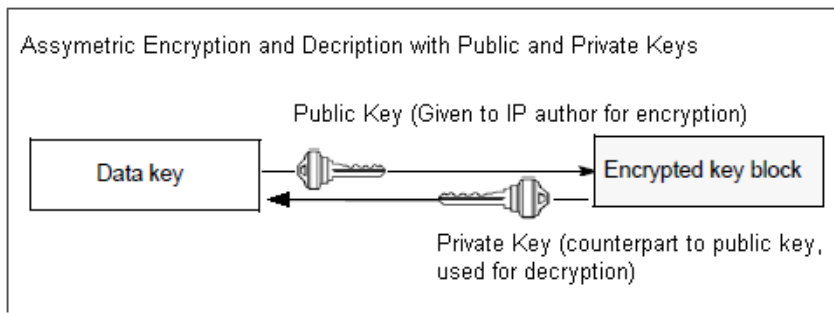 Assymetric Encryption and Decription with Public and Private Keys
Public Key (Given to IP author for encryption)
Data key
Encrypted key block
Private Key (counterpart to public key,
used for decryption)